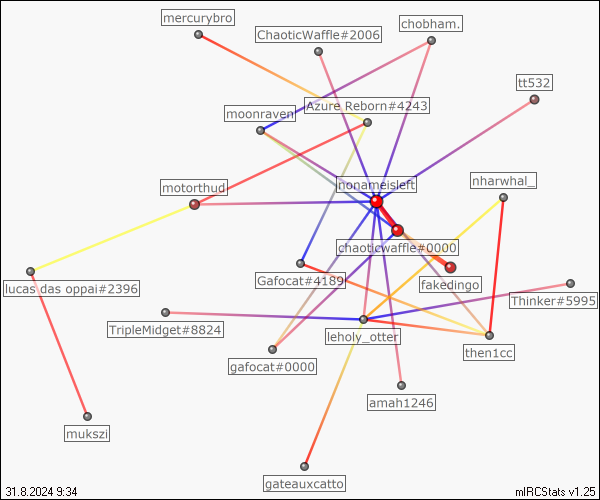 mercurybro
ChaoticWaffle#2006
chobham.
tt532
Azure_Reborn#4243
moonraven
motorthud
nonameisleft
nharwhal_
chaoticwaffle#0000
Gafocat#4189
fakedingo
lucas das oppai#2396
Thinker#5995
TripleMidget#8824
leholy_otter
then1cc
gafocat#0000
amah1246
mukszi
gateauxcatto
31.8.2024 9:34
mIRCStats v1.25